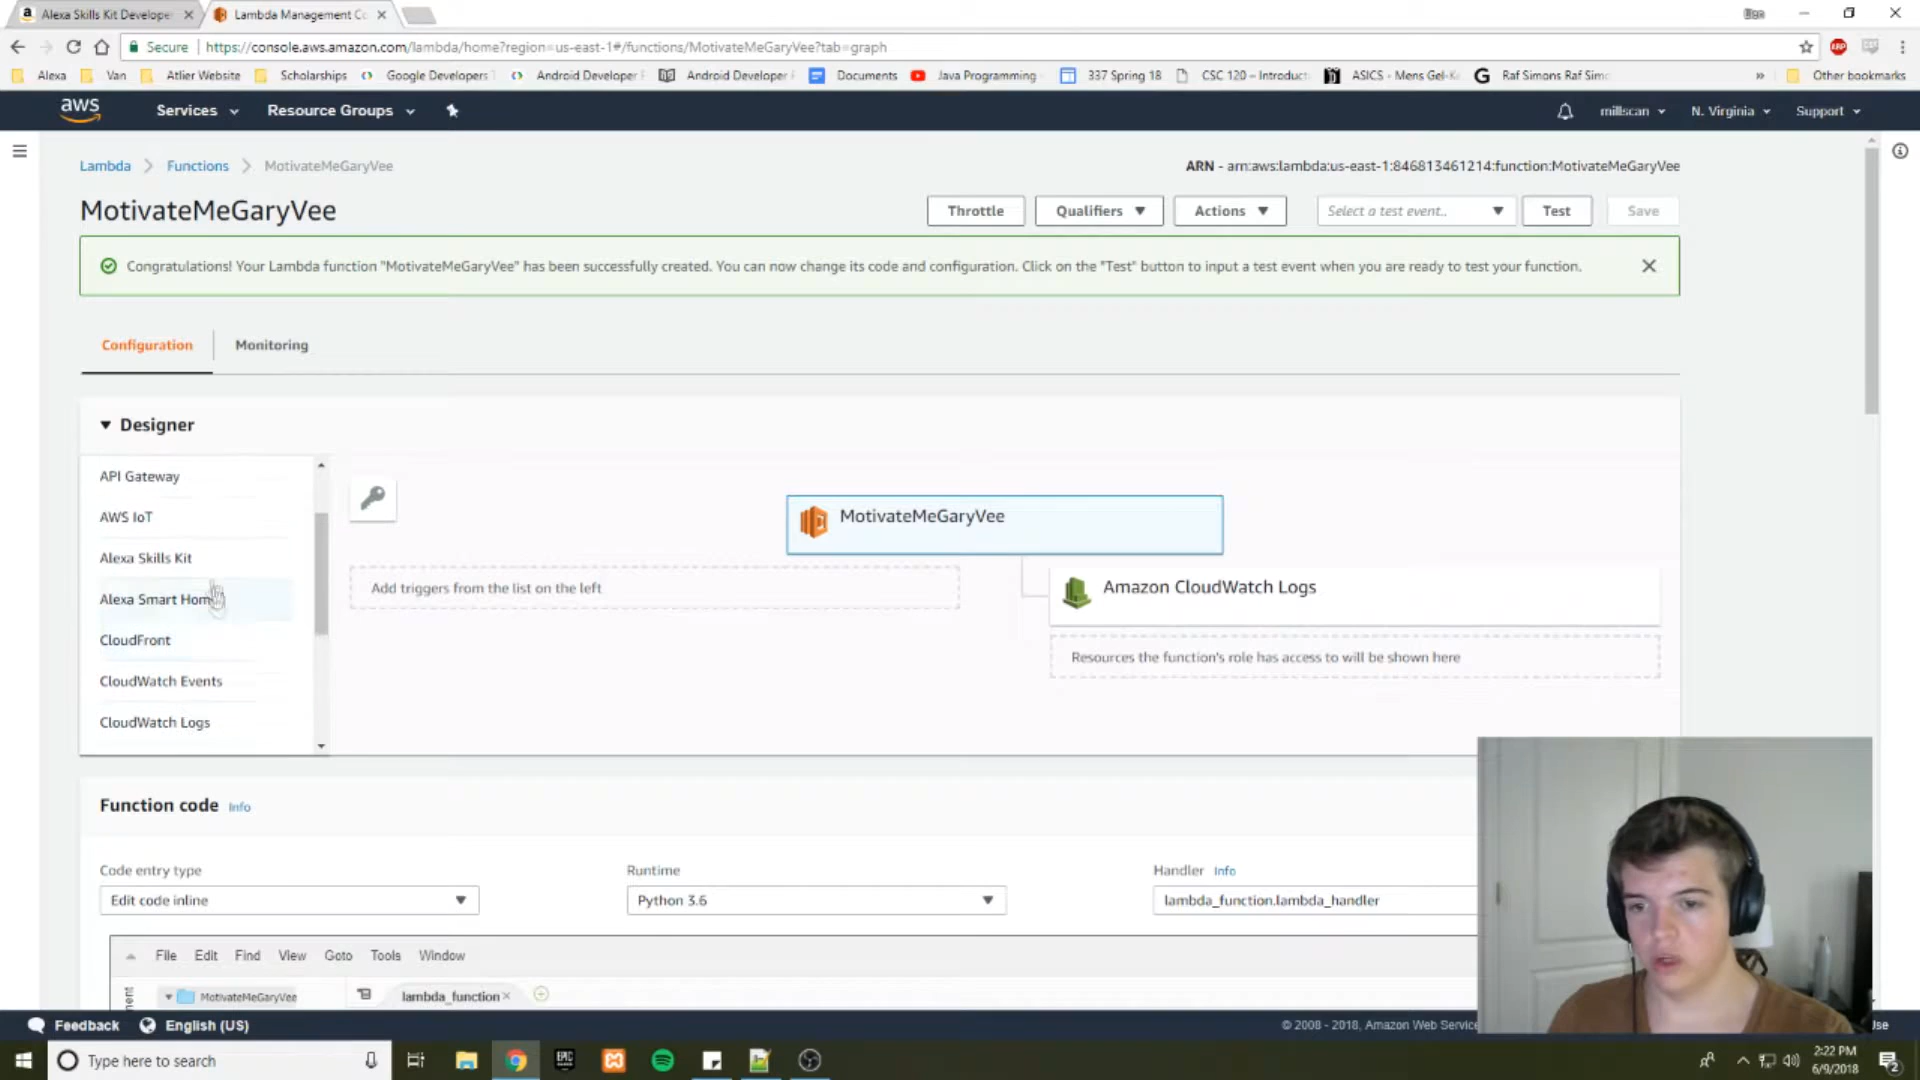 Alexa Skills Kit Develope
Lambda Management Co
Secure
https://console.aws.amazon.com/lambda/home?region=us-east-1#/functions/MotivateMeGaryVee?tab=graph
Alexa
Van
Atlier Website
Scholarships
Google Developers T
Android Developer F
Android Developer
Documents
Java Programming
337 Spring 18
CSC 120 – Introduct
ASICS - Mens Gel-K
Raf Simons Raf Simo
»
Other bookmarks
aws
Services
Resource Groups
millscan
N. Virginia
Support
Lambda
Functions
MotivateMeGaryVee
ARN - arn:aws:lambda:us-east-1:846813461214:function:MotivateMeGaryVee
MotivateMeGaryVee
Throttle
Qualifiers
Actions
Select a test event..
Test
Save
Congratulations! Your Lambda function "MotivateMeGaryVee" has been successfully created. You can now change its code and configuration. Click on the "Test" button to input a test event when you are ready to test your function.
Configuration
Monitoring
Designer
API Gateway
AWS IoT
Alexa Skills Kit
Alexa Smart Home
CloudFront
CloudWatch Events
CloudWatch Logs
Add triggers from the list on the left
MotivateMeGaryVee
Amazon CloudWatch Logs
Resources the function's role has access to will be shown here
Function code
Info
Code entry type
Edit code inline
Runtime
Python 3.6
Handler
Info
lambda_function.lambda_handler
File
Edit
Find
View
Goto
Tools
Window
MotivateMeGaryVee
lambda_function
Feedback
English (US)
© 2008 - 2018, Amazon Web Service
Type here to search
EPIC
2:22 PM
6/9/2018
2